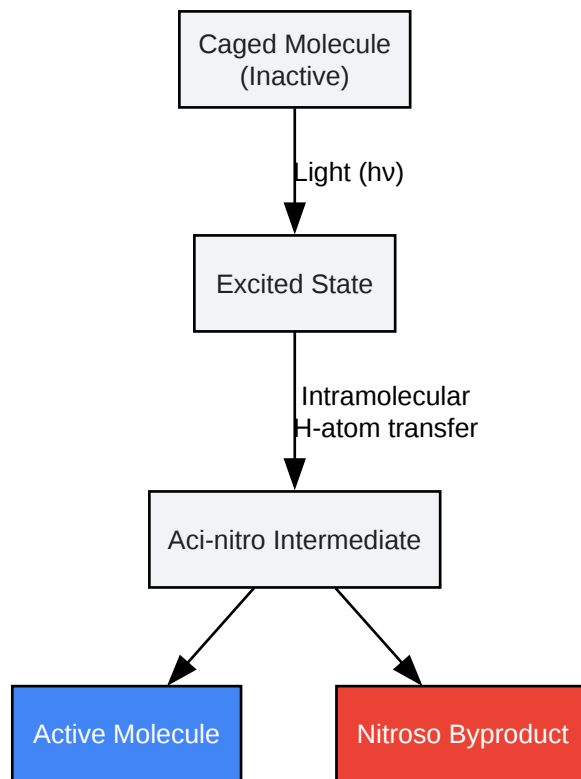 Caged Molecule
(Inactive)
Light (hν)
Excited State
Intramolecular
H-atom transfer
Aci-nitro Intermediate
Active Molecule
Nitroso Byproduct